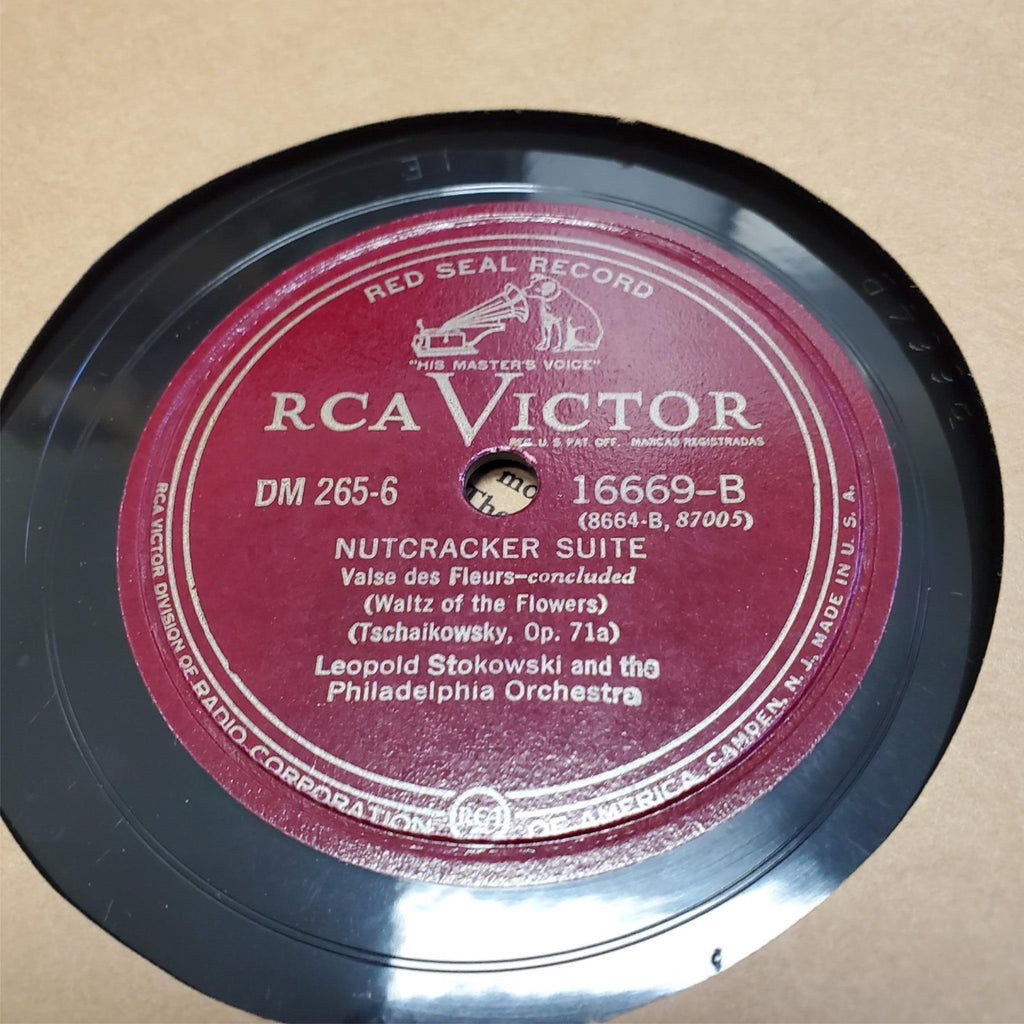 RED SEAL RECORD
"HIS MASTER'S VOICE"
RCA VICTOR
REG. U. S. PAT. OFF. MARCAS REGISTRADAS
DM 265-6
16669-B
(8664-B, 87005)
mo
The
NUTCRACKER SUITE
Valse des Fleurs-concluded
(Waltz of the Flowers)
(Tschaikowsky, Op. 71a)
Leopold Stokowski and the
Philadelphia Orchestra
RCA VICTOR DIVISION OF RADIO CORPORATION OF AMERICA, CAMDEN, N. J., MADE IN U. S. A.
RCA